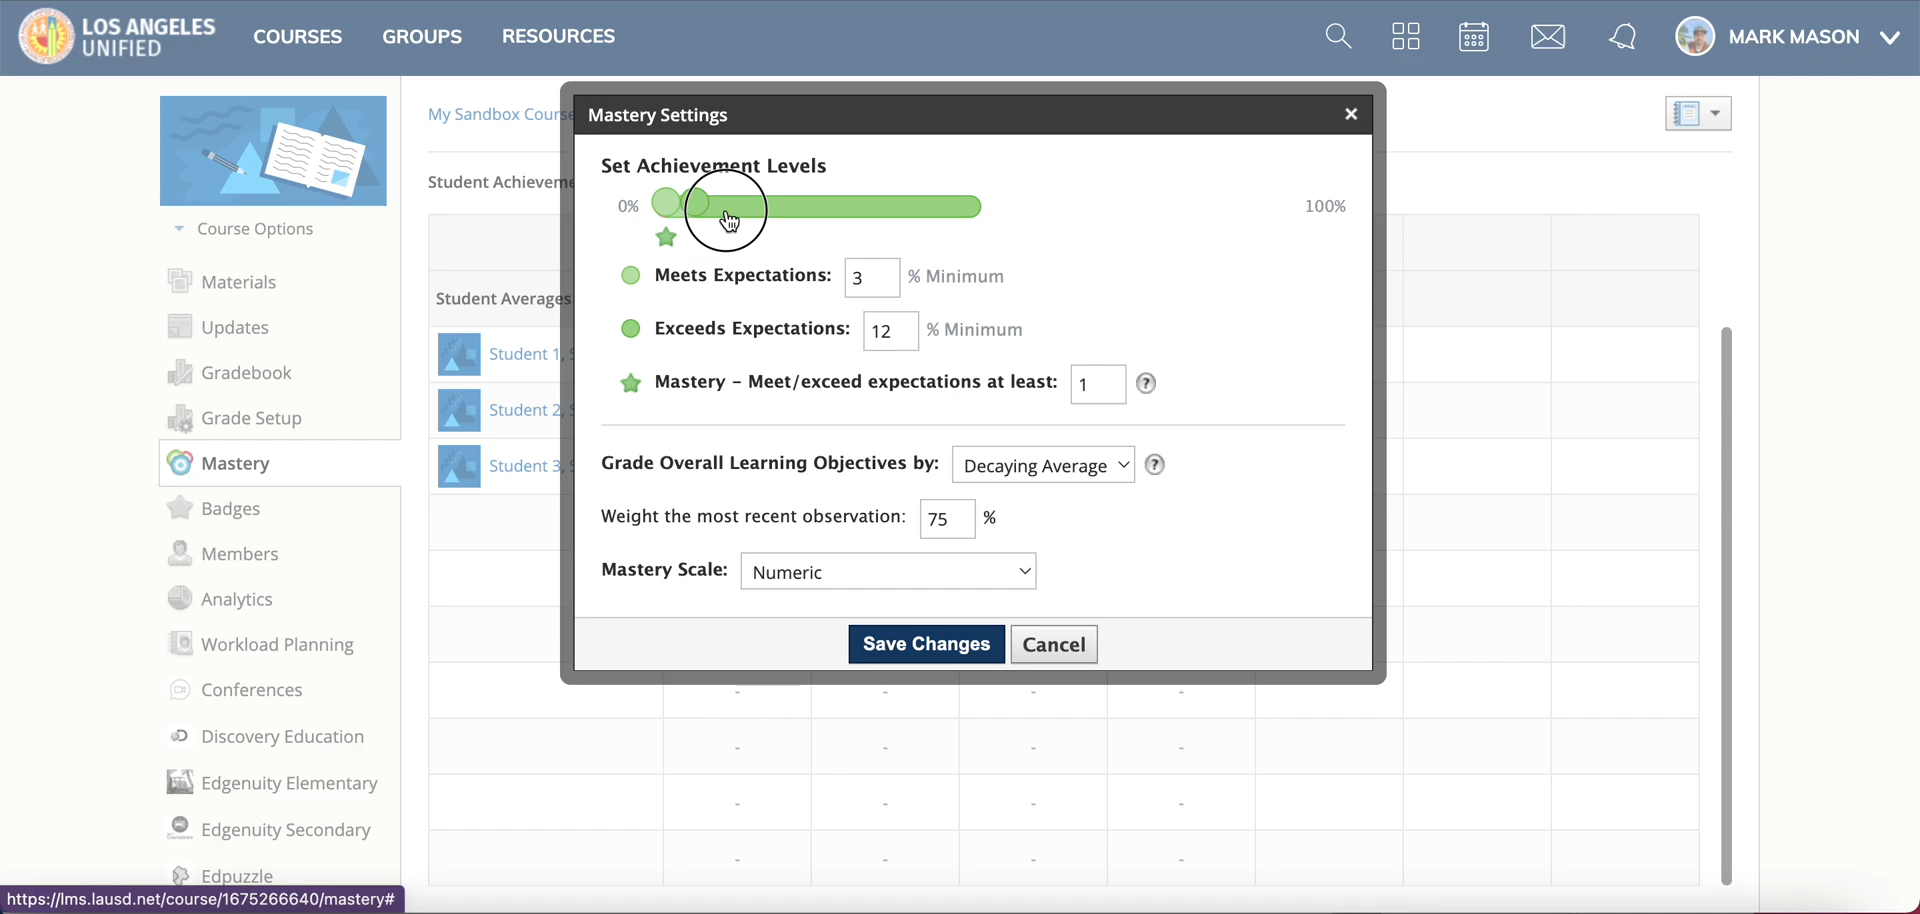 LOS ANGELES
UNIFIED
COURSES
GROUPS
RESOURCES
MARK MASON
Course Options
Materials
Updates
Gradebook
Grade Setup
Mastery
Badges
Members
Analytics
Workload Planning
Conferences
Discovery Education
Edgenuity Elementary
Edgenuity Secondary
Edpuzzle
https://lms.lausd.net/course/1675266640/mastery#
My Sandbox Course
Student Achieveme
Student Averages
Student 1,
Student 2,
Student 3,
Mastery Settings
×
Set Achievement Levels
0%
100%
Meets Expectations: 3 % Minimum
Exceeds Expectations: 12 % Minimum
Mastery – Meet/exceed expectations at least: 1 ?
Grade Overall Learning Objectives by: Decaying Average ?
Weight the most recent observation: 75 %
Mastery Scale: Numeric
Save Changes
Cancel
- - - -
- - - -
- - - -
- - - -